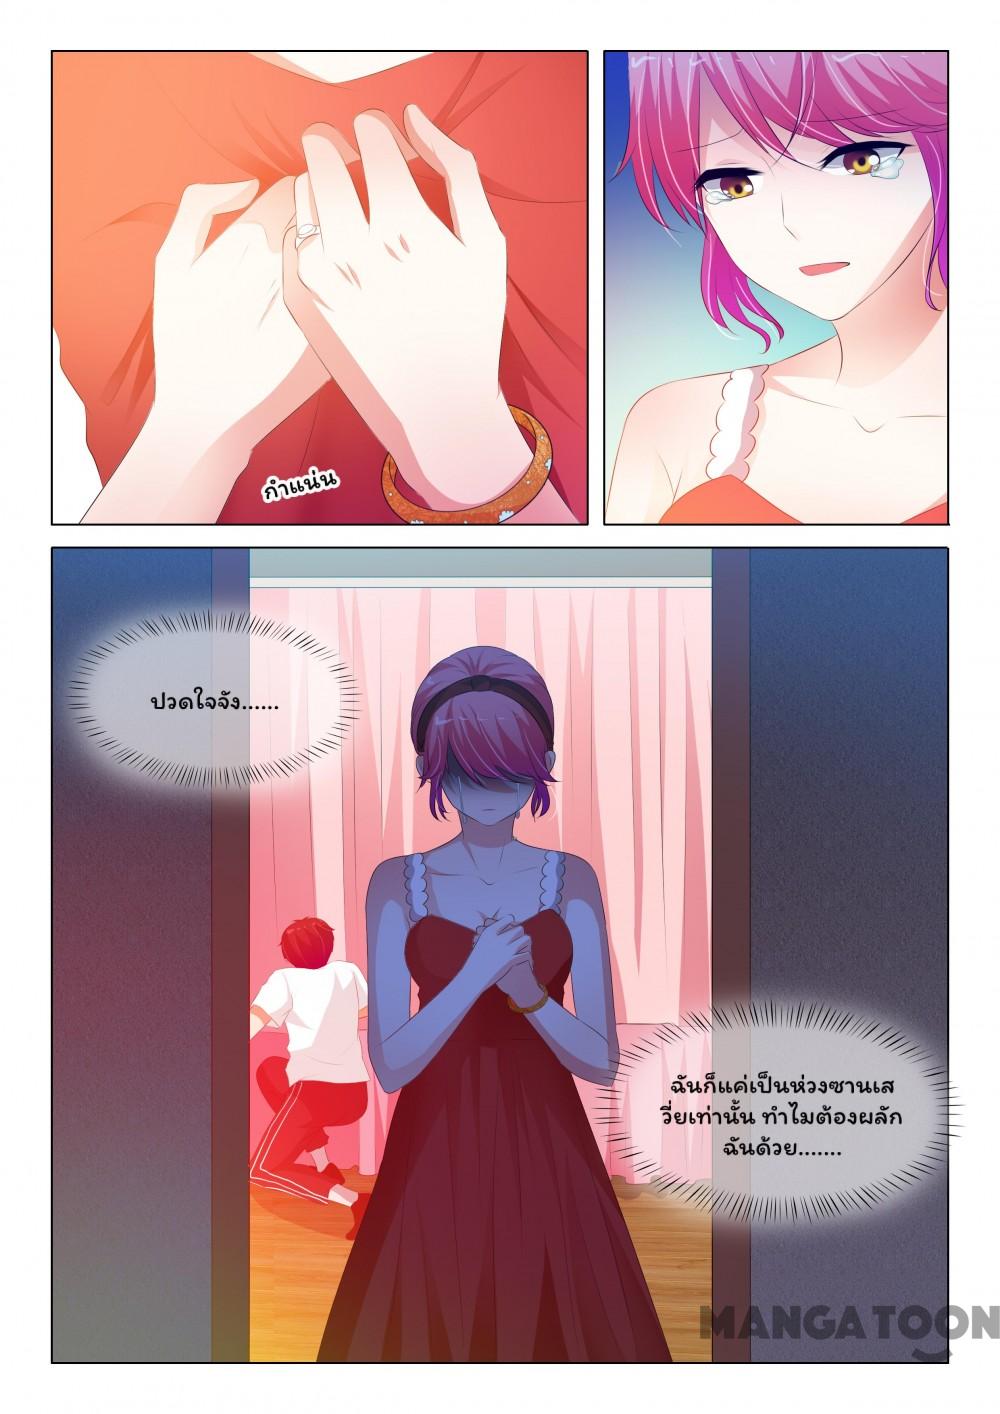 กำแน่น
ปวดใจจัง......
ฉันก็แค่เป็นห่วงซานเส
วี่ยเท่านั้น ทำไมต้องผลัก
ฉันด้วย.......
MANGATOON